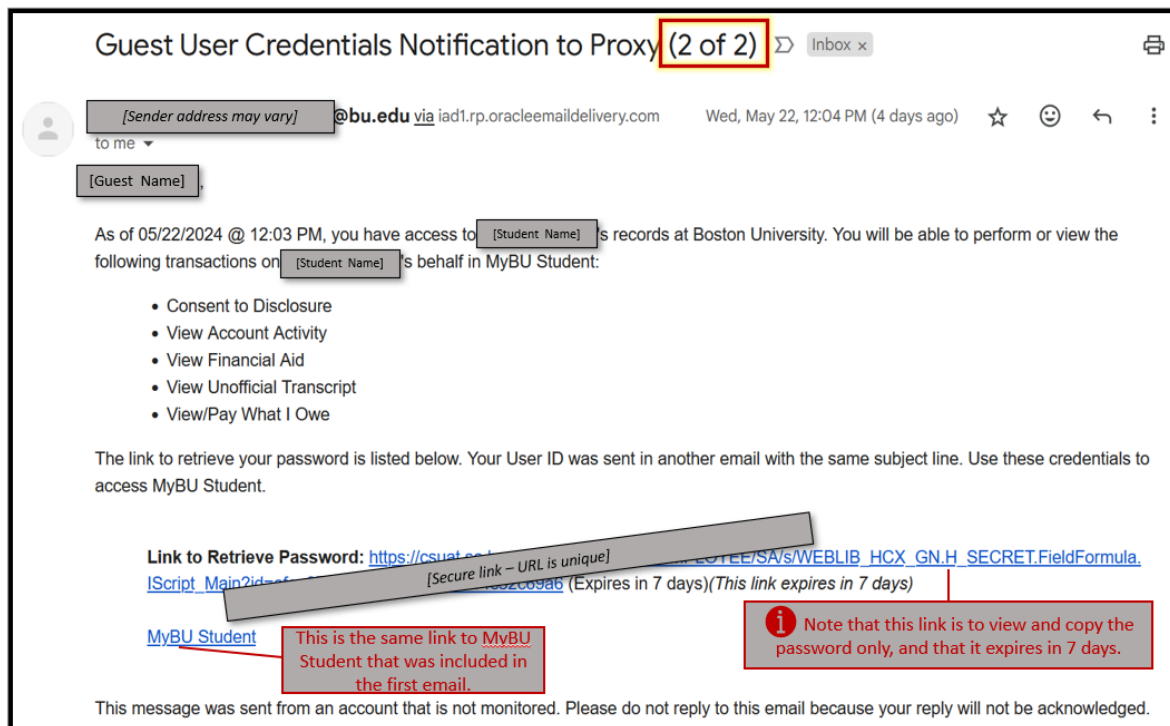 Guest User Credentials Notification to Proxy (2 of 2) Inbox x
[Sender address may vary] @bu.edu via iad1.rp.oracleemaildelivery.com Wed, May 22, 12:04 PM (4 days ago)
to me
[Guest Name] ,
As of 05/22/2024 @ 12:03 PM, you have access to [Student Name] 's records at Boston University. You will be able to perform or view the
following transactions on [Student Name] 's behalf in MyBU Student:
• Consent to Disclosure
• View Account Activity
• View Financial Aid
• View Unofficial Transcript
• View/Pay What I Owe
The link to retrieve your password is listed below. Your User ID was sent in another email with the same subject line. Use these credentials to
access MyBU Student.
Link to Retrieve Password: https://csuat.
[Secure link – URL is unique]
/SA/s/WEBLIB_HCX_GN.H_SECRET.FieldFormula.
IScript_Main?id= (Expires in 7 days)(This link expires in 7 days)
MyBU Student
This is the same link to MyBU
Student that was included in
the first email.
i Note that this link is to view and copy the
password only, and that it expires in 7 days.
This message was sent from an account that is not monitored. Please do not reply to this email because your reply will not be acknowledged.